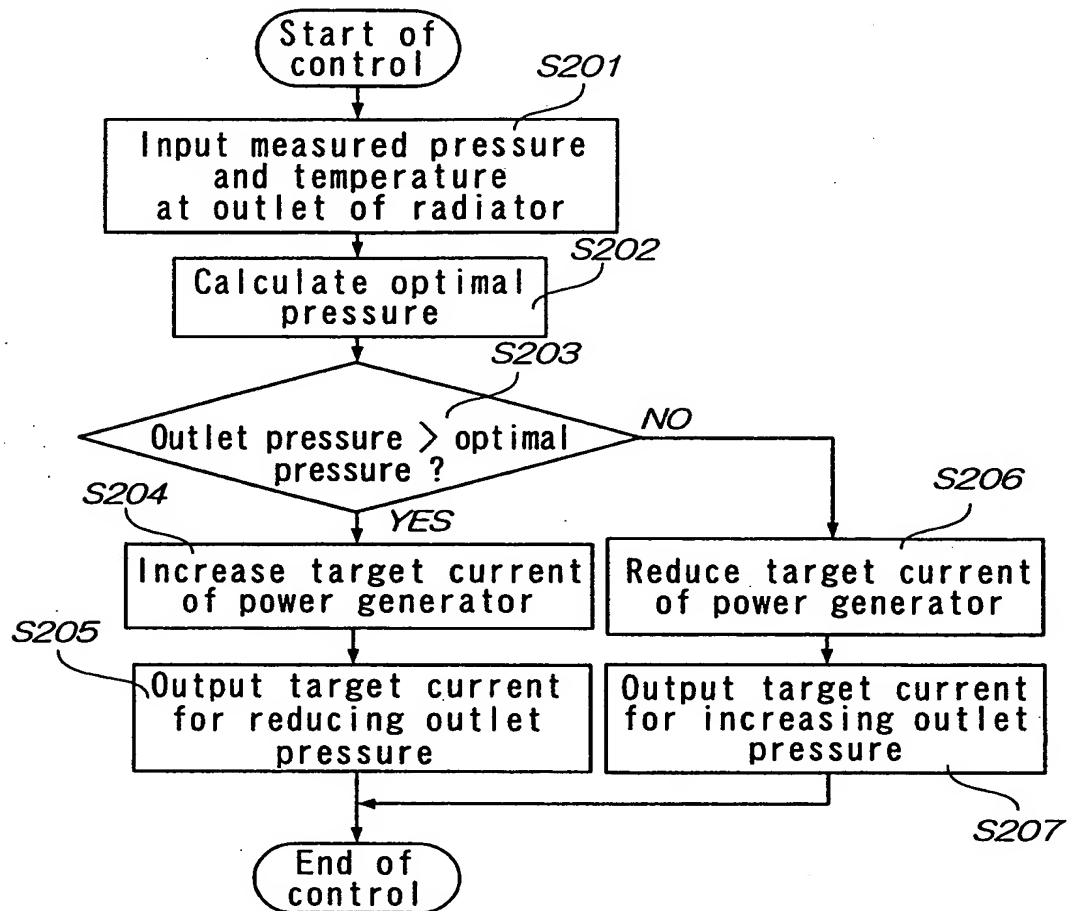 Start of
control
S201
Input measured pressure
and temperature
at outlet of radiator
S202
Calculate optimal
pressure
S203
Outlet pressure > optimal
pressure ?
NO
YES
S204
Increase target current
of power generator
S206
Reduce target current
of power generator
S205
Output target current
for reducing outlet
pressure
Output target current
for increasing outlet
pressure
S207
End of
control